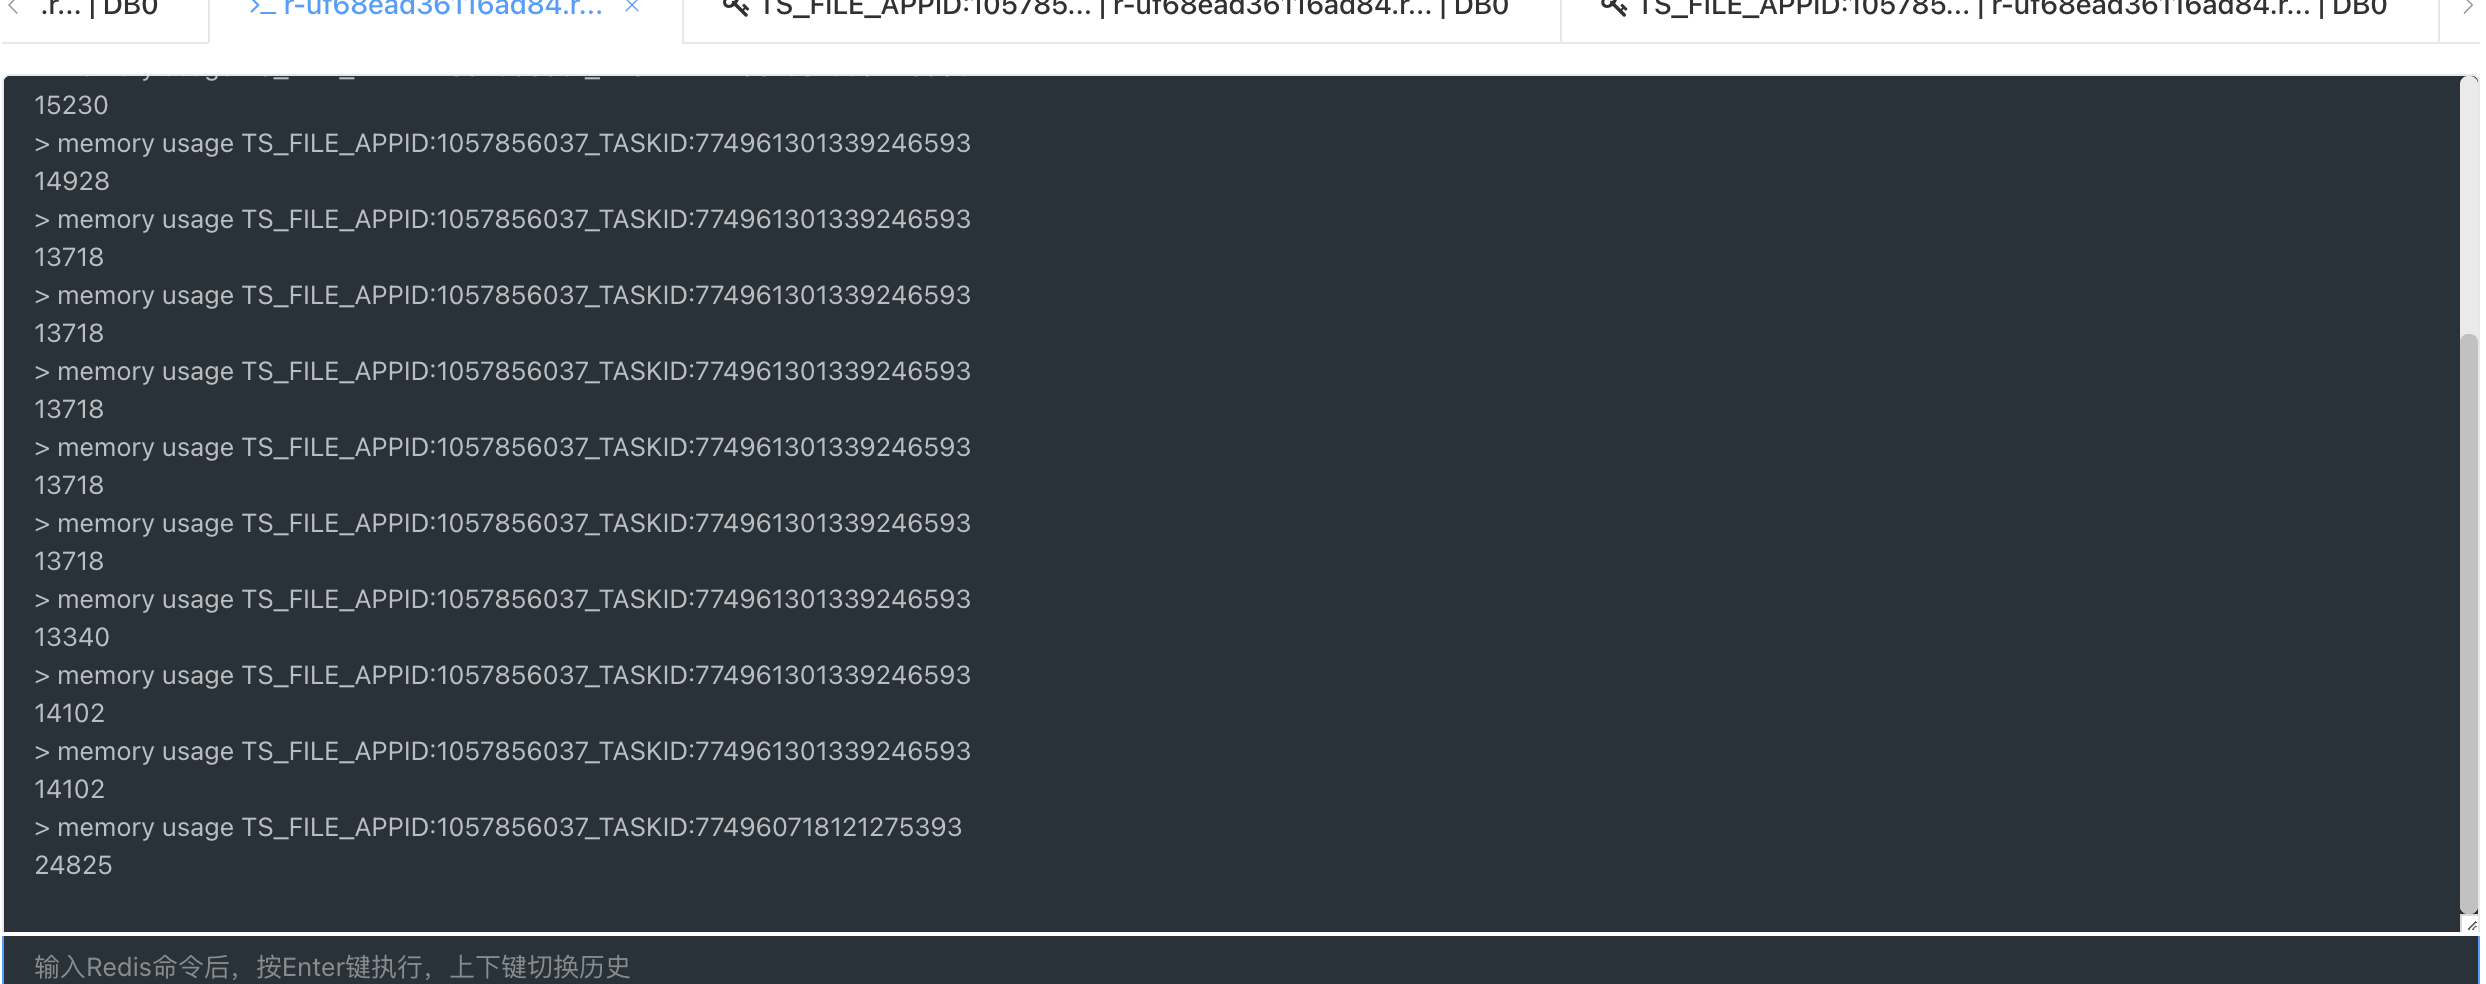 .r... | DB0
>_ r-uf68ead36116ad84.r... ×
TS_FILE_APPID:105785... | r-uf68ead36116ad84.r... | DB0
TS_FILE_APPID:105785... | r-uf68ead36116ad84.r... | DB0
15230
> memory usage TS_FILE_APPID:1057856037_TASKID:774961301339246593
14928
> memory usage TS_FILE_APPID:1057856037_TASKID:774961301339246593
13718
> memory usage TS_FILE_APPID:1057856037_TASKID:774961301339246593
13718
> memory usage TS_FILE_APPID:1057856037_TASKID:774961301339246593
13718
> memory usage TS_FILE_APPID:1057856037_TASKID:774961301339246593
13718
> memory usage TS_FILE_APPID:1057856037_TASKID:774961301339246593
13718
> memory usage TS_FILE_APPID:1057856037_TASKID:774961301339246593
13340
> memory usage TS_FILE_APPID:1057856037_TASKID:774961301339246593
14102
> memory usage TS_FILE_APPID:1057856037_TASKID:774961301339246593
14102
> memory usage TS_FILE_APPID:1057856037_TASKID:774960718121275393
24825
输入Redis命令后，按Enter键执行，上下键切换历史